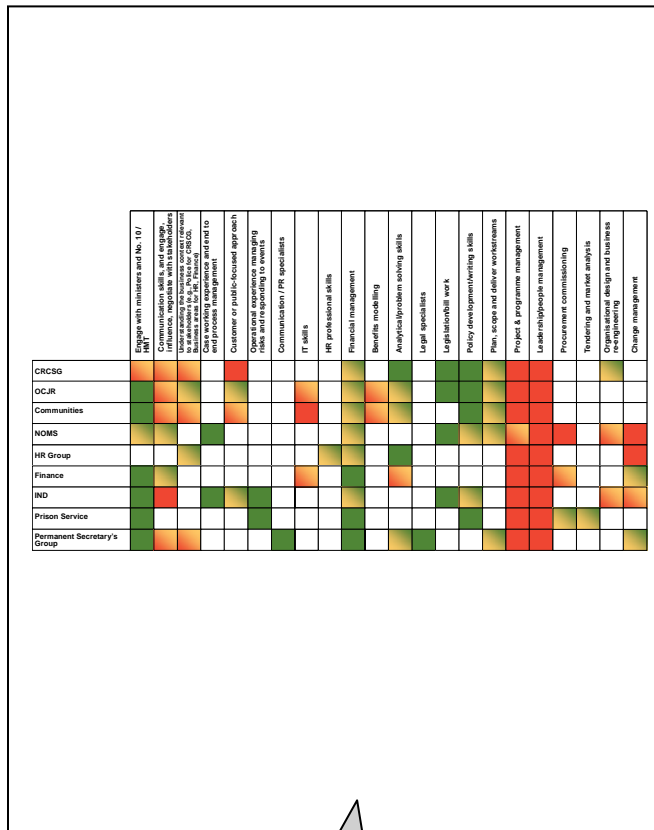 Engage with ministers and No. 10 /
HMT
Communication skills, and engage,
influence, negotiate with stakeholders
Understanding the business context relevant
to stakeholders (e.g., Police for CRSCG,
Business areas for HR, Finance)
Case working experience and end to
end process management
Customer or public-focused approach
Operational experience managing
risks and responding to events
Communication / PR specialists
IT skills
HR professional skills
Financial management
Benefits modelling
Analytical/problem solving skills
Legal specialists
Legislation/bill work
Policy development/writing skills
Plan, scope and deliver workstreams
Project & programme management
Leadership/people management
Procurement commissioning
Tendering and market analysis
Organisational design and business
re-engineering
Change management
CRCSG
OCJR
Communities
NOMS
HR Group
Finance
IND
Prison Service
Permanent Secretary's
Group